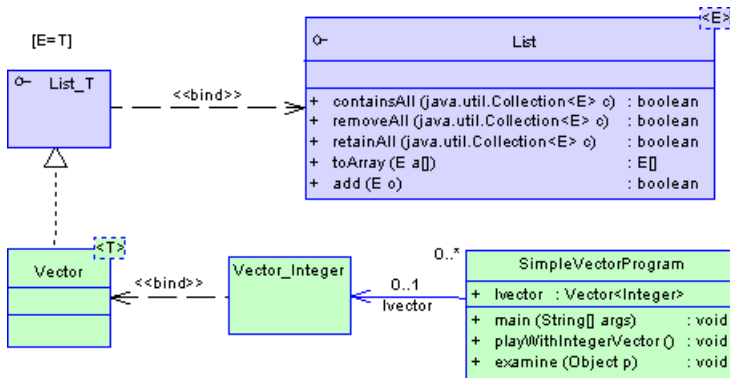 <E>
[E=T]
List
List_T
<<bind>>
+ containsAll (java.util.Collection<E> c) : boolean
+ removeAll (java.util.Collection<E> c) : boolean
+ retainAll (java.util.Collection<E> c) : boolean
+ toArray (E a[]) : E[]
+ add (E o) : boolean
<T>
Vector
<<bind>>
Vector_Integer
0..1
lvector
0..*
SimpleVectorProgram
+ lvector : Vector<Integer>
+ main (String[] args) : void
+ playWithIntegerVector () : void
+ examine (Object p) : void